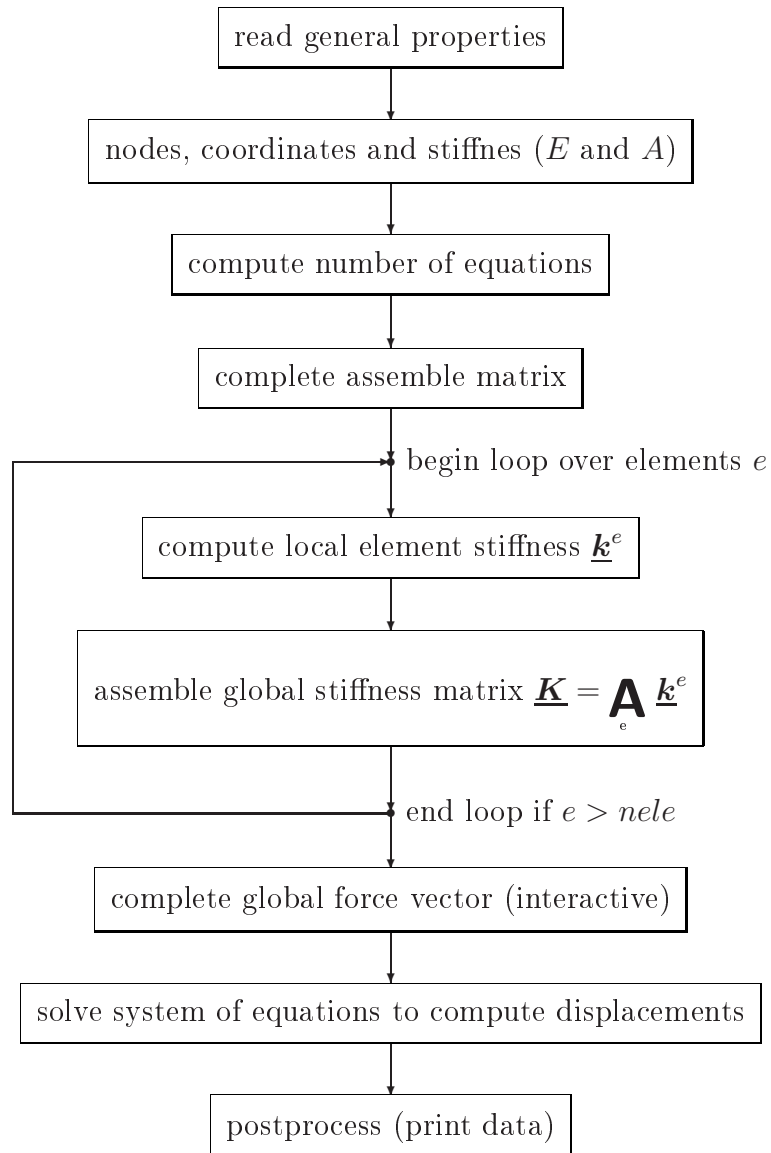 read general properties
nodes, coordinates and stiffnes (E and A)
compute number of equations
complete assemble matrix
begin loop over elements e
compute local element stiffness k^e
assemble global stiffness matrix K = A_e k^e
end loop if e > nele
complete global force vector (interactive)
solve system of equations to compute displacements
postprocess (print data)